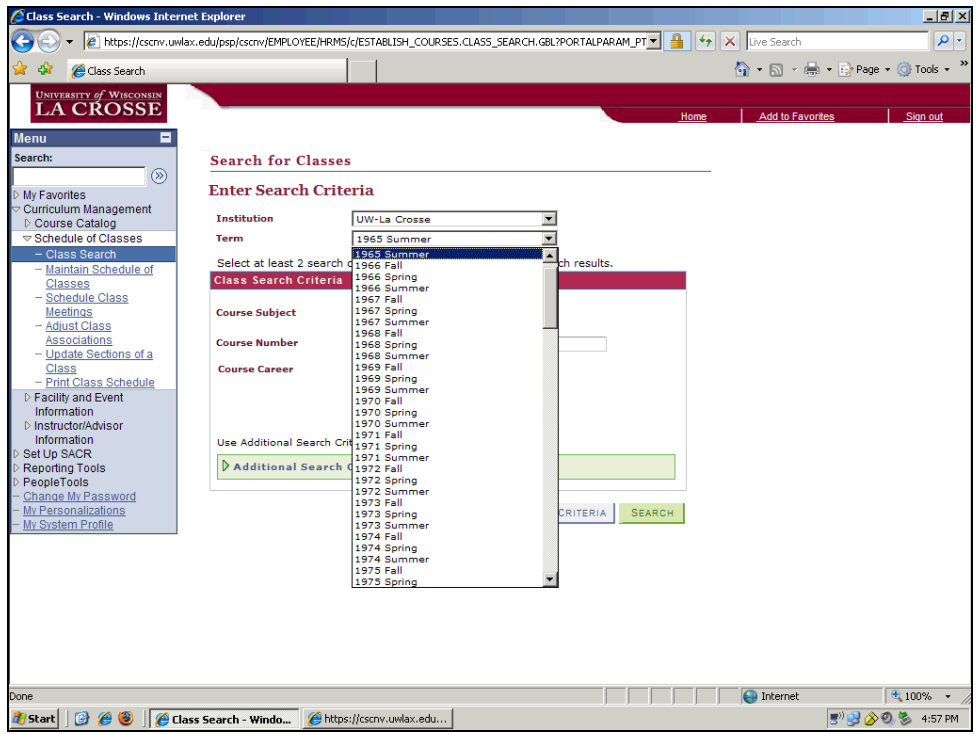 Class Search - Windows Internet Explorer
https://cscnv.uwlax.edu/psp/cscnv/EMPLOYEE/HRMS/c/ESTABLISH_COURSES.CLASS_SEARCH.GBL?PORTALPARAM_PT
Live Search
Class Search
Page
Tools
UNIVERSITY of WISCONSIN
LA CROSSE
Home
Add to Favorites
Sign out
Menu
Search:
My Favorites
Curriculum Management
Course Catalog
Schedule of Classes
– Class Search
– Maintain Schedule of
Classes
– Schedule Class
Meetings
– Adjust Class
Associations
– Update Sections of a
Class
– Print Class Schedule
Facility and Event
Information
Instructor/Advisor
Information
Set Up SACR
Reporting Tools
PeopleTools
– Change My Password
– My Personalizations
– My System Profile
Search for Classes
Enter Search Criteria
Institution
UW-La Crosse
Term
1965 Summer
Select at least 2 search
ch results.
Class Search Criteria
Course Subject
Course Number
Course Career
Use Additional Search Crit
Additional Search
CRITERIA
SEARCH
1965 Summer
1966 Fall
1966 Spring
1966 Summer
1967 Fall
1967 Spring
1967 Summer
1968 Fall
1968 Spring
1968 Summer
1969 Fall
1969 Spring
1969 Summer
1970 Fall
1970 Spring
1970 Summer
1971 Fall
1971 Spring
1971 Summer
1972 Fall
1972 Spring
1972 Summer
1973 Fall
1973 Spring
1973 Summer
1974 Fall
1974 Spring
1974 Summer
1975 Fall
1975 Spring
Done
Internet
100%
Start
Class Search - Windo...
https://cscnv.uwlax.edu...
4:57 PM